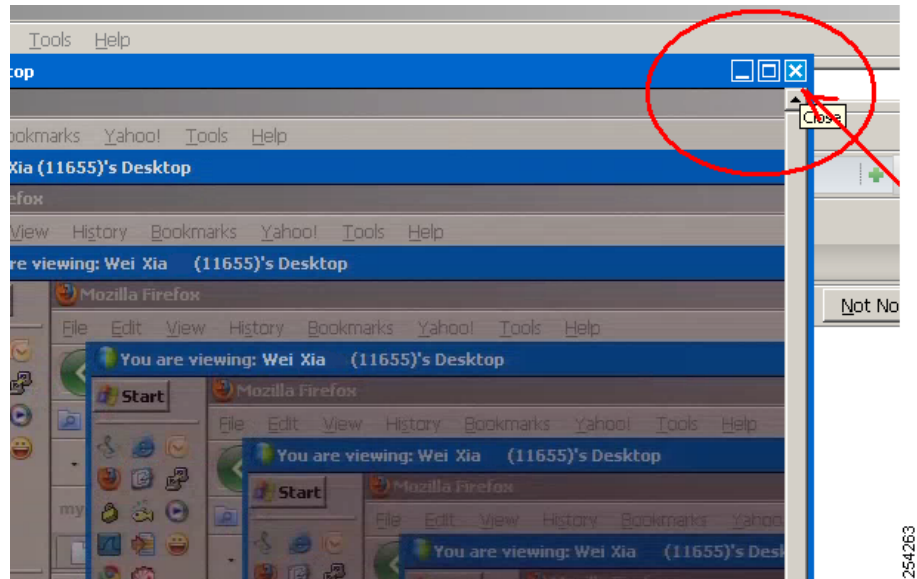 Tools Help
top
Close
ookmarks Yahoo! Tools Help
Xia (11655)'s Desktop
efox
View History Bookmarks Yahoo! Tools Help
re viewing: Wei Xia (11655)'s Desktop
Mozilla Firefox
Not No
File Edit View History Bookmarks Yahoo! Tools Help
You are viewing: Wei Xia (11655)'s Desktop
Start
Mozilla Firefox
File Edit View History Bookmarks Yahoo! Tools Help
You are viewing: Wei Xia (11655)'s Desktop
Start
Mozilla Firefox
my
File Edit View History Bookmarks Yahoo
You are viewing: Wei Xia (11655)'s Desk
254263